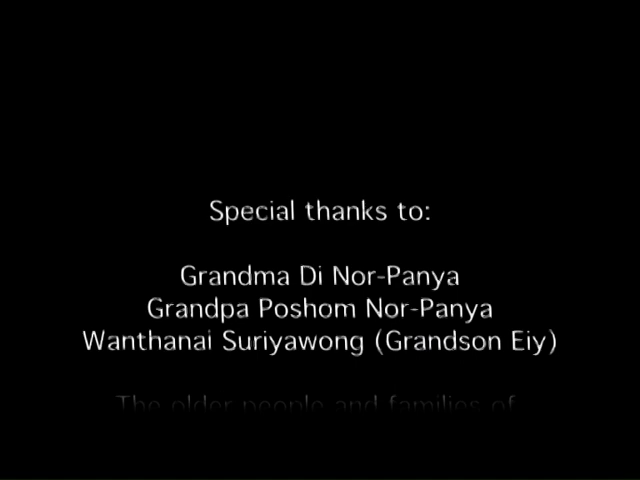 Special thanks to:
Grandma Di Nor-Panya
Grandpa Poshom Nor-Panya
Wanthanai Suriyawong (Grandson Eiy)
The older people and families of